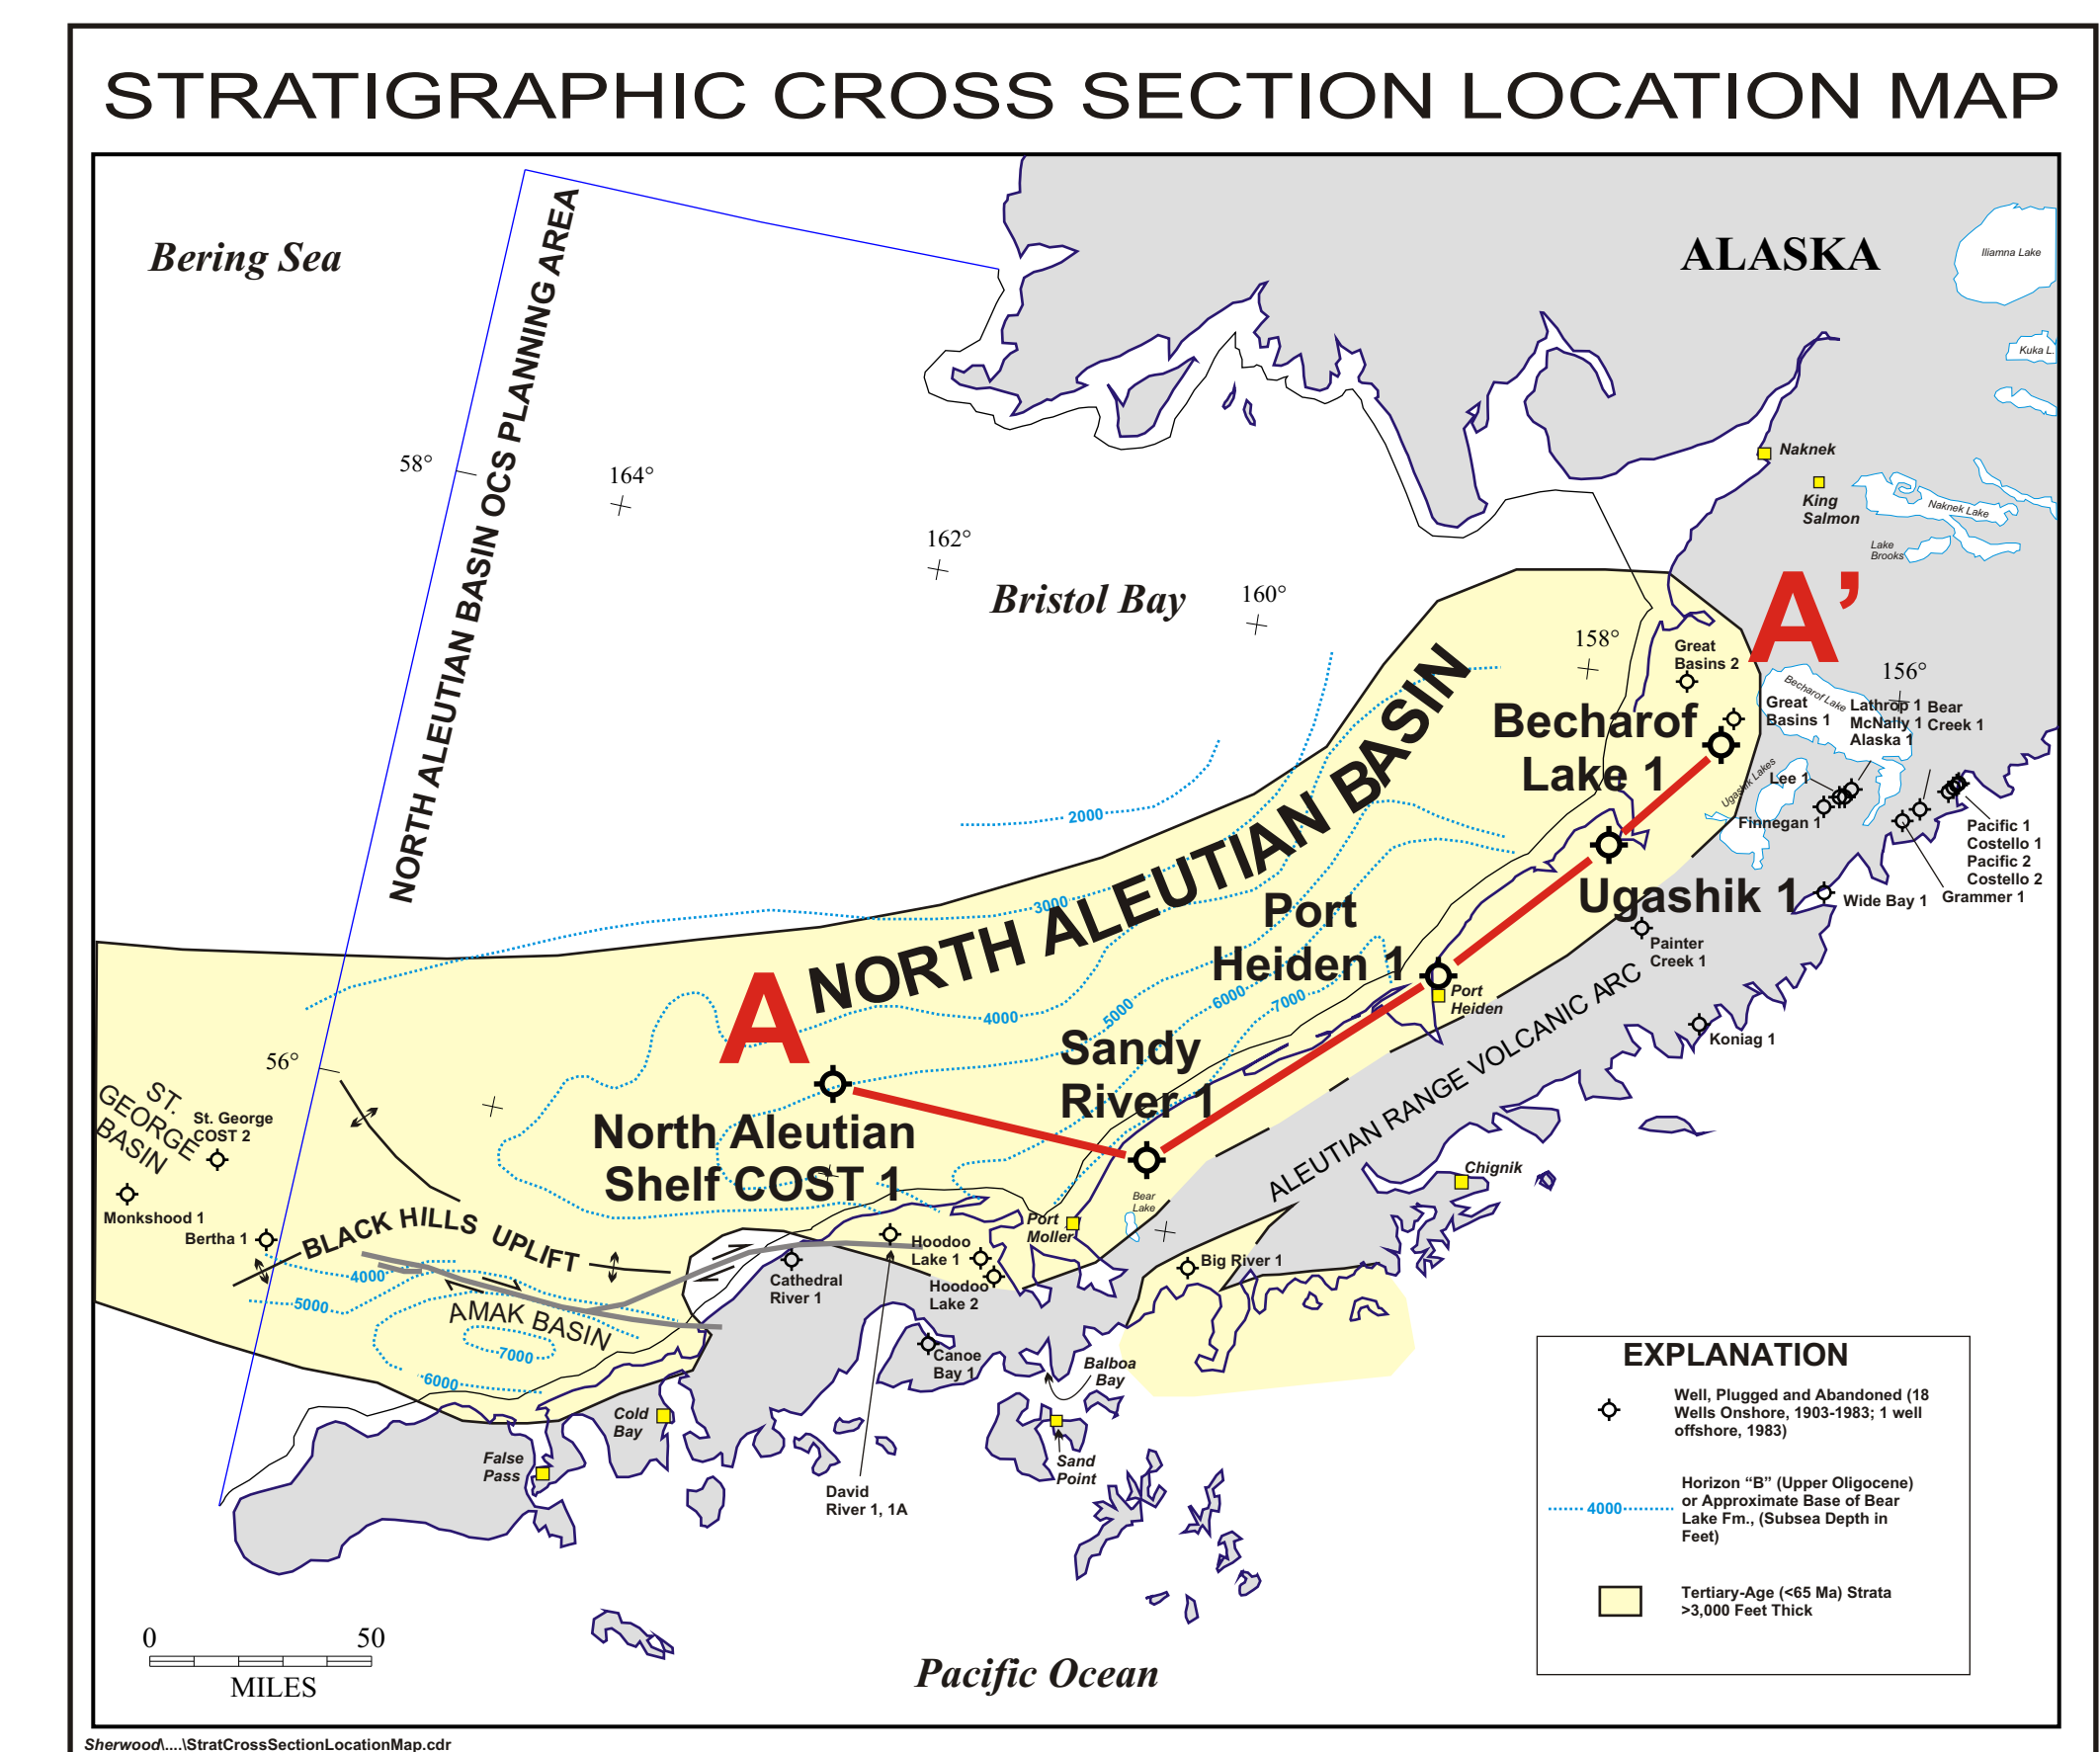 STRATIGRAPHIC CROSS SECTION LOCATION MAP
Bering Sea
NORTH ALEUTIAN BASIN OCS PLANNING AREA
ALASKA
Iliamna Lake
Kuka L.
Naknek
King
Salmon
Naknek Lake
Lake
Brooks
58°
164°
162°
160°
158°
156°
56°
Bristol Bay
A’
A
NORTH ALEUTIAN BASIN
Great
Basins 2
Becharof Lake
Great
Basins 1
Lathrop 1
McNally 1
Alaska 1
Bear
Creek 1
Becharof
Lake 1
Ugashik Lakes
Lee 1
Finnegan 1
Pacific 1
Costello 1
Pacific 2
Costello 2
Grammer 1
Wide Bay 1
Ugashik 1
Painter
Creek 1
Port
Heiden 1
Port
Heiden
Koniag 1
ALEUTIAN RANGE VOLCANIC ARC
2000
3000
4000
5000
6000
7000
Sandy
River 1
North Aleutian
Shelf COST 1
ST.
GEORGE
BASIN
St. George
COST 2
Monkshood 1
Bertha 1
BLACK HILLS UPLIFT
4000
5000
AMAK BASIN
7000
6000
Bear
Lake
Port
Moller
Chignik
Big River 1
Hoodoo
Lake 1
Hoodoo
Lake 2
Cathedral
River 1
Canoe
Bay 1
Balboa
Bay
Cold
Bay
False
Pass
Sand
Point
David
River 1, 1A
EXPLANATION
Well, Plugged and Abandoned (18
Wells Onshore, 1903-1983; 1 well
offshore, 1983)
4000
Horizon “B” (Upper Oligocene)
or Approximate Base of Bear
Lake Fm., (Subsea Depth in
Feet)
Tertiary-Age (<65 Ma) Strata
>3,000 Feet Thick
0 50
MILES
Pacific Ocean
Sherwood\....\StratCrossSectionLocationMap.cdr